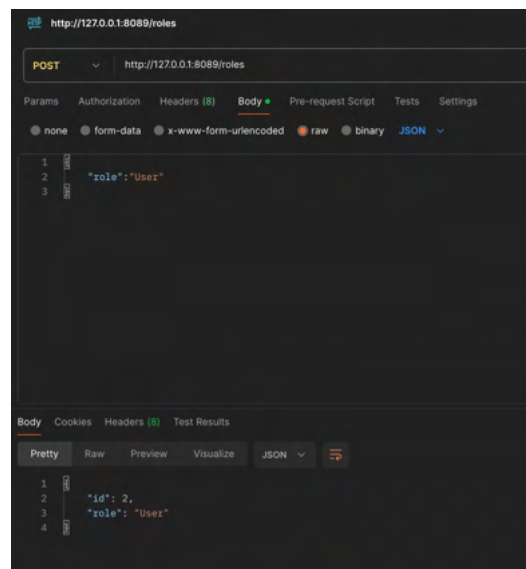 HTTP http://127.0.0.1:8089/roles
POST http://127.0.0.1:8089/roles
Params Authorization Headers (8) Body Pre-request Script Tests Settings
none form-data x-www-form-urlencoded raw binary JSON
1 {
2 "role":"User"
3 }
Body Cookies Headers (8) Test Results
Pretty Raw Preview Visualize JSON
1 {
2 "id": 2,
3 "role": "User"
4 }